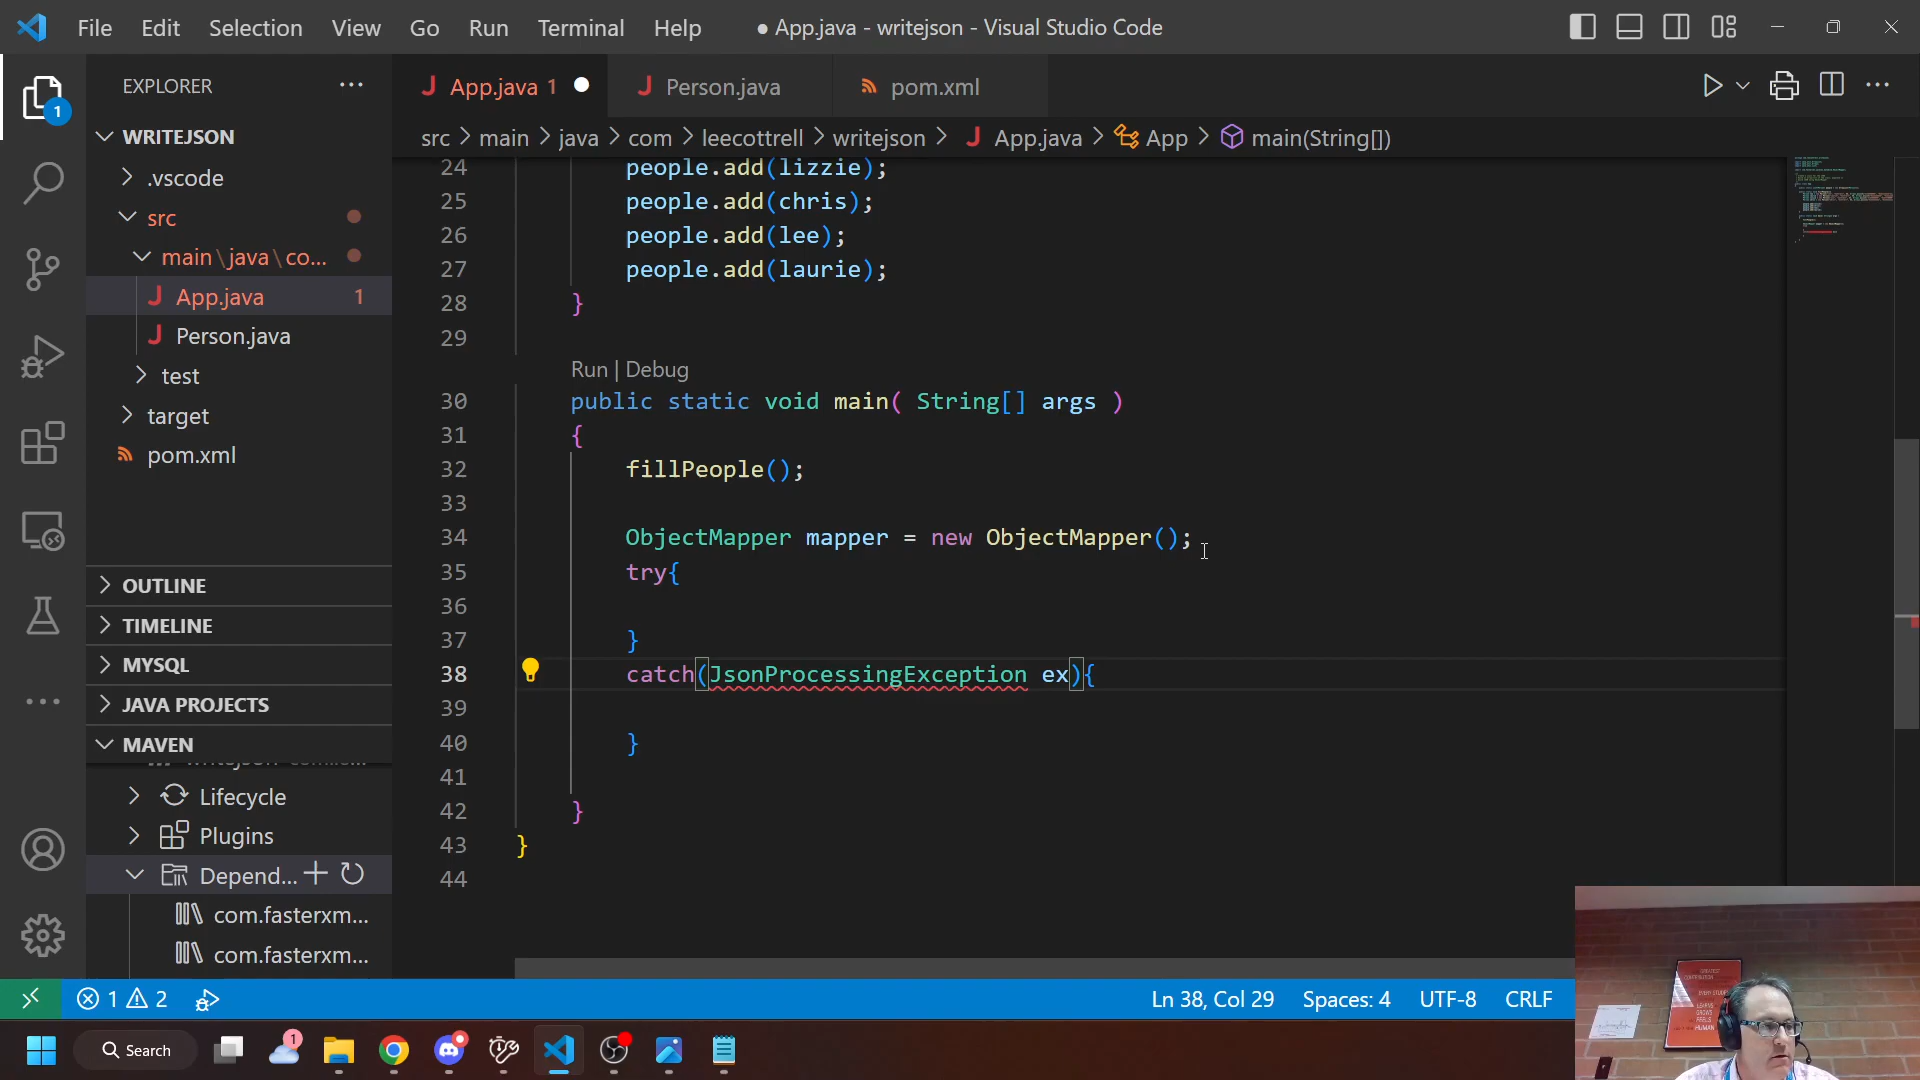 File Edit Selection View Go Run Terminal Help
● App.java - writejson - Visual Studio Code
1
EXPLORER ...
App.java 1 ●
Person.java
pom.xml
WRITEJSON
src > main > java > com > leecottrell > writejson > App.java > App > main(String[])
.vscode
src
main\java\co...
App.java 1
Person.java
test
target
pom.xml
24 people.add(lizzie);
25 people.add(chris);
26 people.add(lee);
27 people.add(laurie);
28 }
29
Run | Debug
30 public static void main( String[] args )
31 {
32 fillPeople();
33
34 ObjectMapper mapper = new ObjectMapper();
35 try{
36
37 }
38 catch(JsonProcessingException ex){
39
40 }
41
42 }
43 }
44
OUTLINE
TIMELINE
MYSQL
JAVA PROJECTS
MAVEN
Lifecycle
Plugins
Depend...
com.fasterxm...
com.fasterxm...
1 2
Ln 38, Col 29 Spaces: 4 UTF-8 CRLF
Search
1
HUMAN